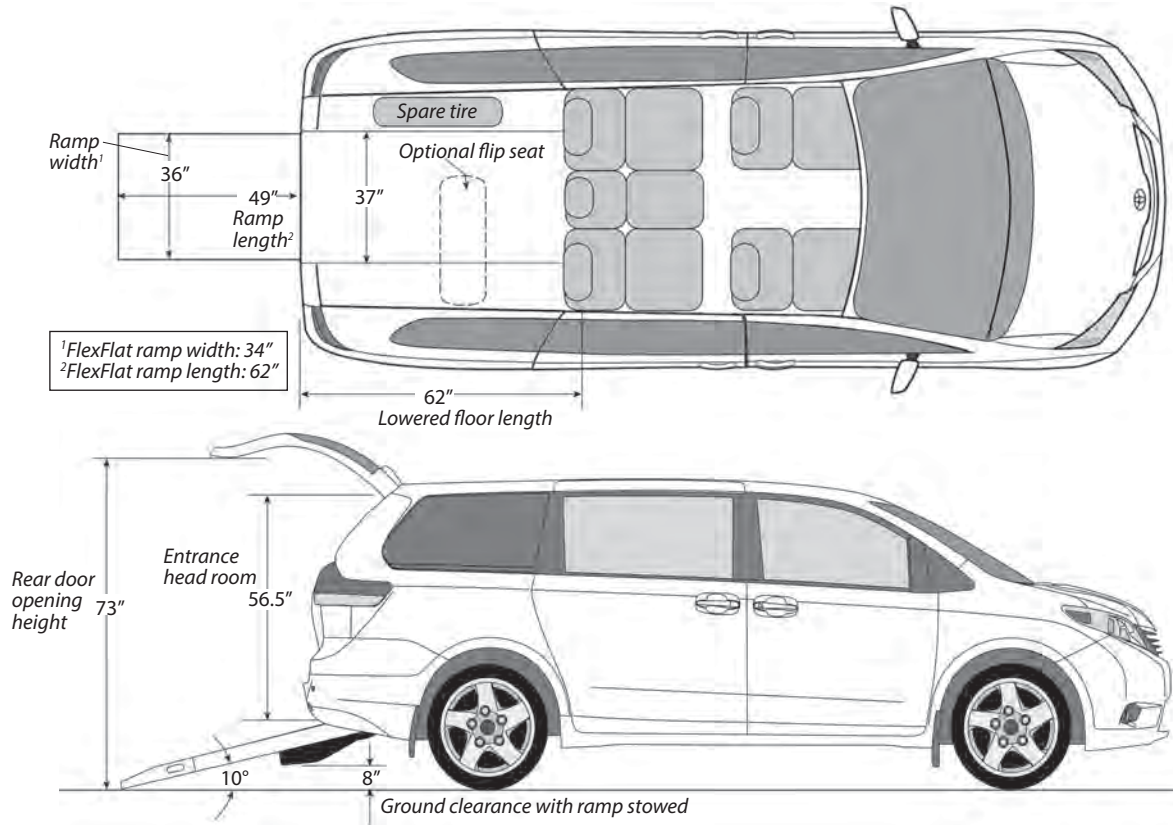 Spare tire
Ramp
width¹
Optional flip seat
36″
49″
37″
Ramp
length²
¹FlexFlat ramp width: 34″
²FlexFlat ramp length: 62″
62″
Lowered floor length
Entrance
head room
56.5″
Rear door
opening
height
73″
10°
8″
Ground clearance with ramp stowed